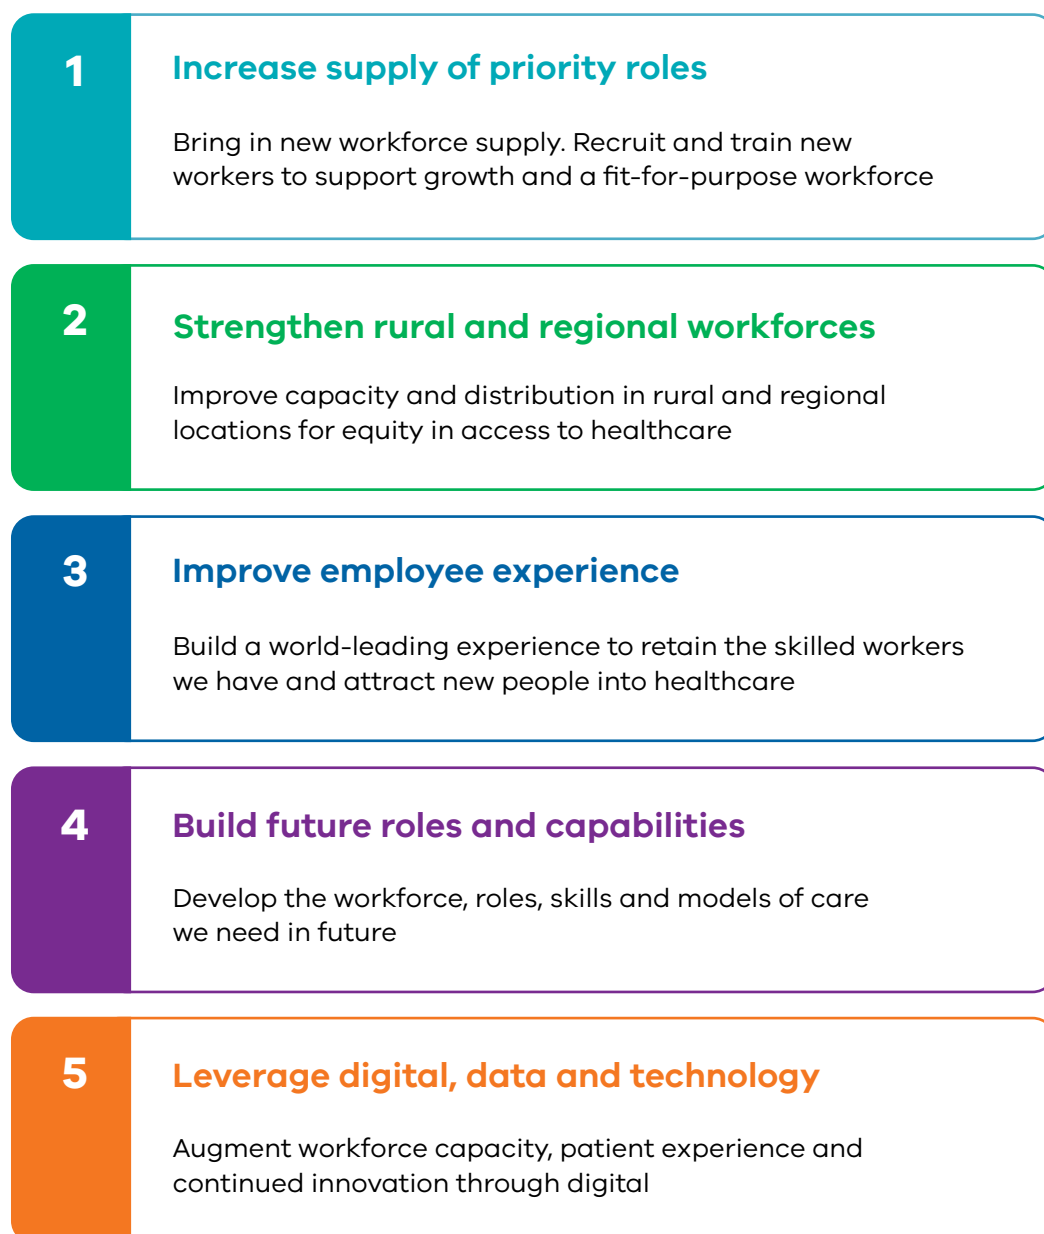 1
Increase supply of priority roles
Bring in new workforce supply. Recruit and train new
workers to support growth and a fit-for-purpose workforce
2
Strengthen rural and regional workforces
Improve capacity and distribution in rural and regional
locations for equity in access to healthcare
3
Improve employee experience
Build a world-leading experience to retain the skilled workers
we have and attract new people into healthcare
4
Build future roles and capabilities
Develop the workforce, roles, skills and models of care
we need in future
5
Leverage digital, data and technology
Augment workforce capacity, patient experience and
continued innovation through digital